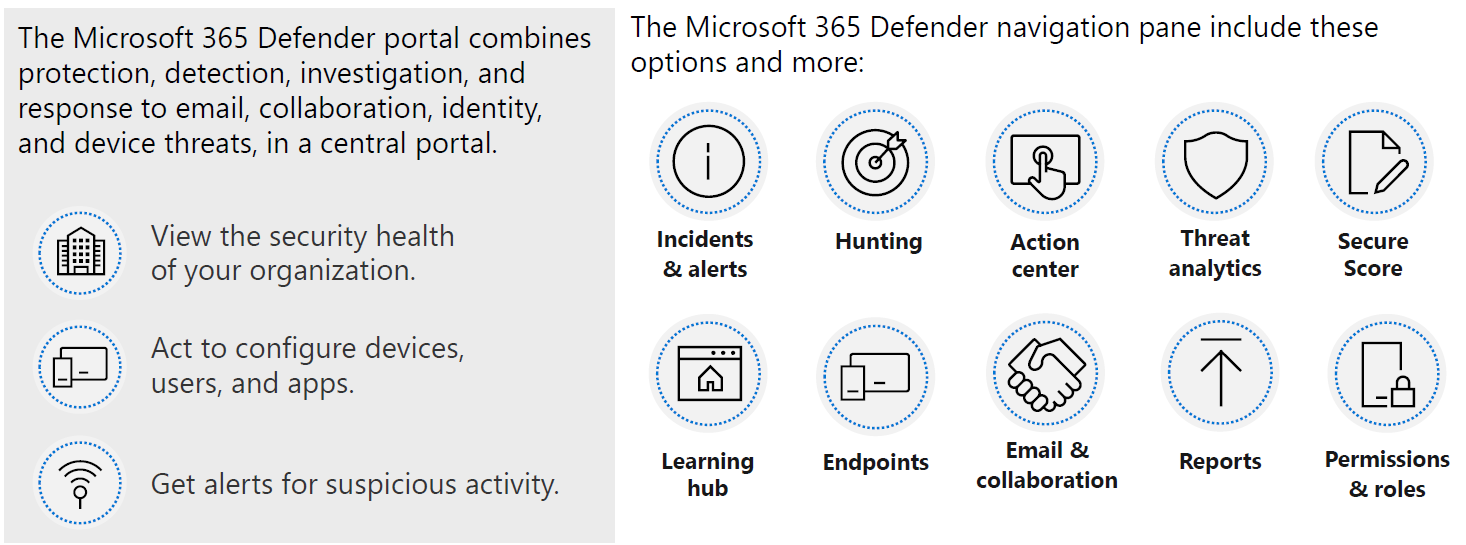 The Microsoft 365 Defender portal combines
protection, detection, investigation, and
response to email, collaboration, identity,
and device threats, in a central portal.
View the security health
of your organization.
Act to configure devices,
users, and apps.
Get alerts for suspicious activity.
The Microsoft 365 Defender navigation pane include these
options and more:
Incidents
& alerts
Hunting
Action
center
Threat
analytics
Secure
Score
Learning
hub
Endpoints
Email &
collaboration
Reports
Permissions
& roles